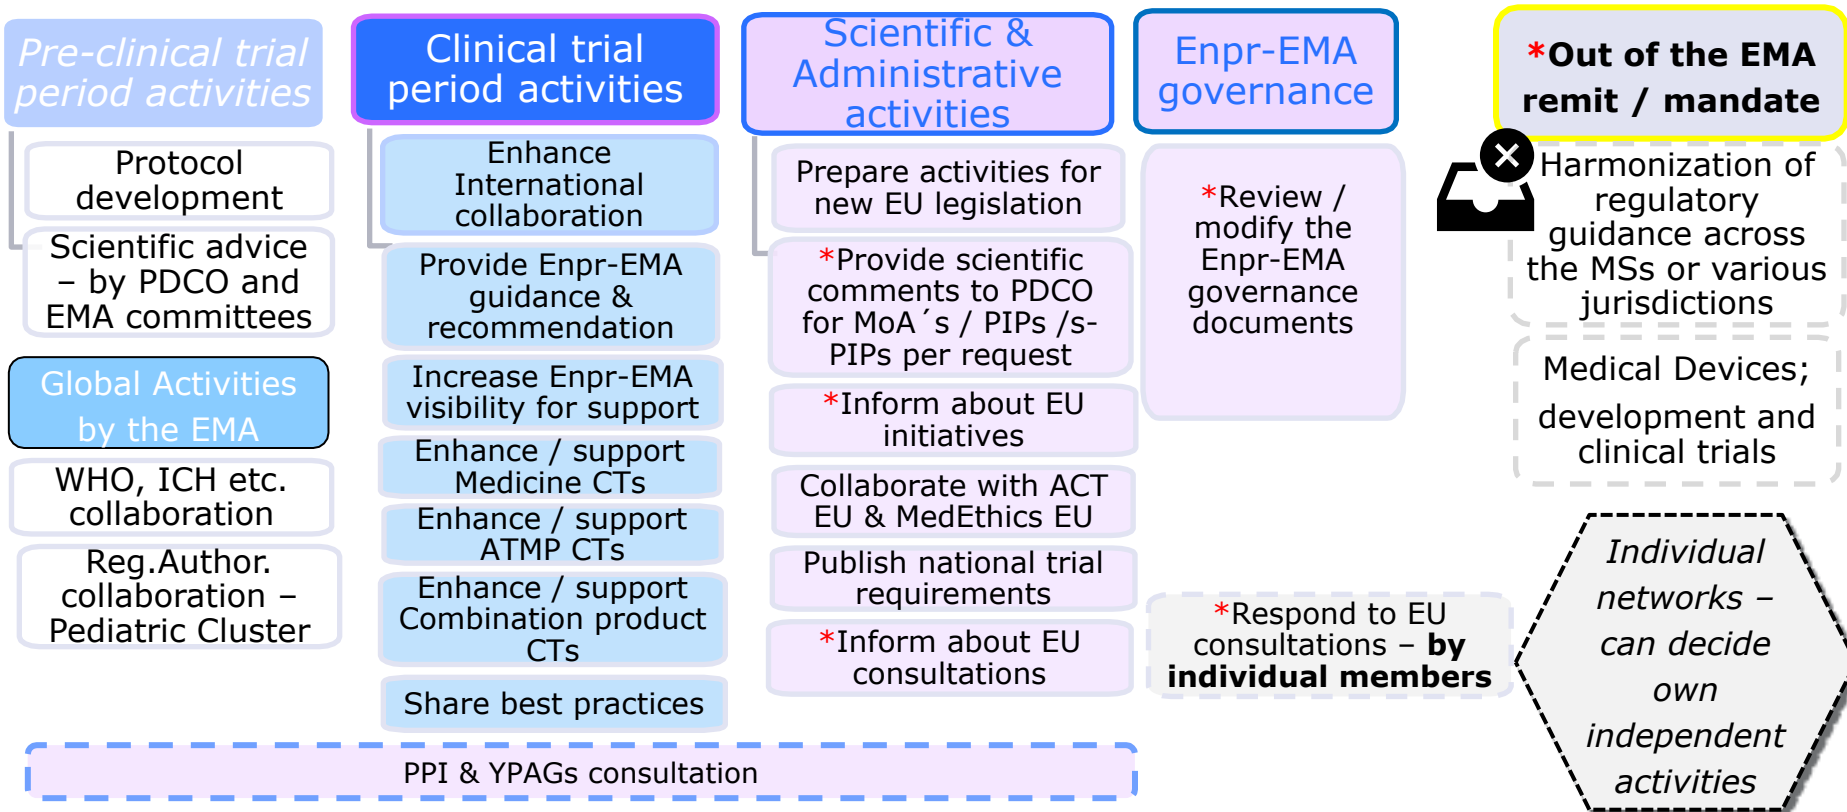 Pre-clinical trial
period activities
Protocol
development
Scientific advice
– by PDCO and
EMA committees
Global Activities
by the EMA
WHO, ICH etc.
collaboration
Reg.Author.
collaboration –
Pediatric Cluster
Clinical trial
period activities
Enhance
International
collaboration
Provide Enpr-EMA
guidance &
recommendation
Increase Enpr-EMA
visibility for support
Enhance / support
Medicine CTs
Enhance / support
ATMP CTs
Enhance / support
Combination product
CTs
Share best practices
Scientific &
Administrative
activities
Prepare activities for
new EU legislation
*Provide scientific
comments to PDCO
for MoA´s / PIPs /s-
PIPs per request
*Inform about EU
initiatives
Collaborate with ACT
EU & MedEthics EU
Publish national trial
requirements
*Inform about EU
consultations
Enpr-EMA
governance
*Review /
modify the
Enpr-EMA
governance
documents
*Respond to EU
consultations – by
individual members
*Out of the EMA
remit / mandate
Harmonization of
regulatory
guidance across
the MSs or various
jurisdictions
Medical Devices;
development and
clinical trials
Individual
networks –
can decide
own
independent
activities
PPI & YPAGs consultation